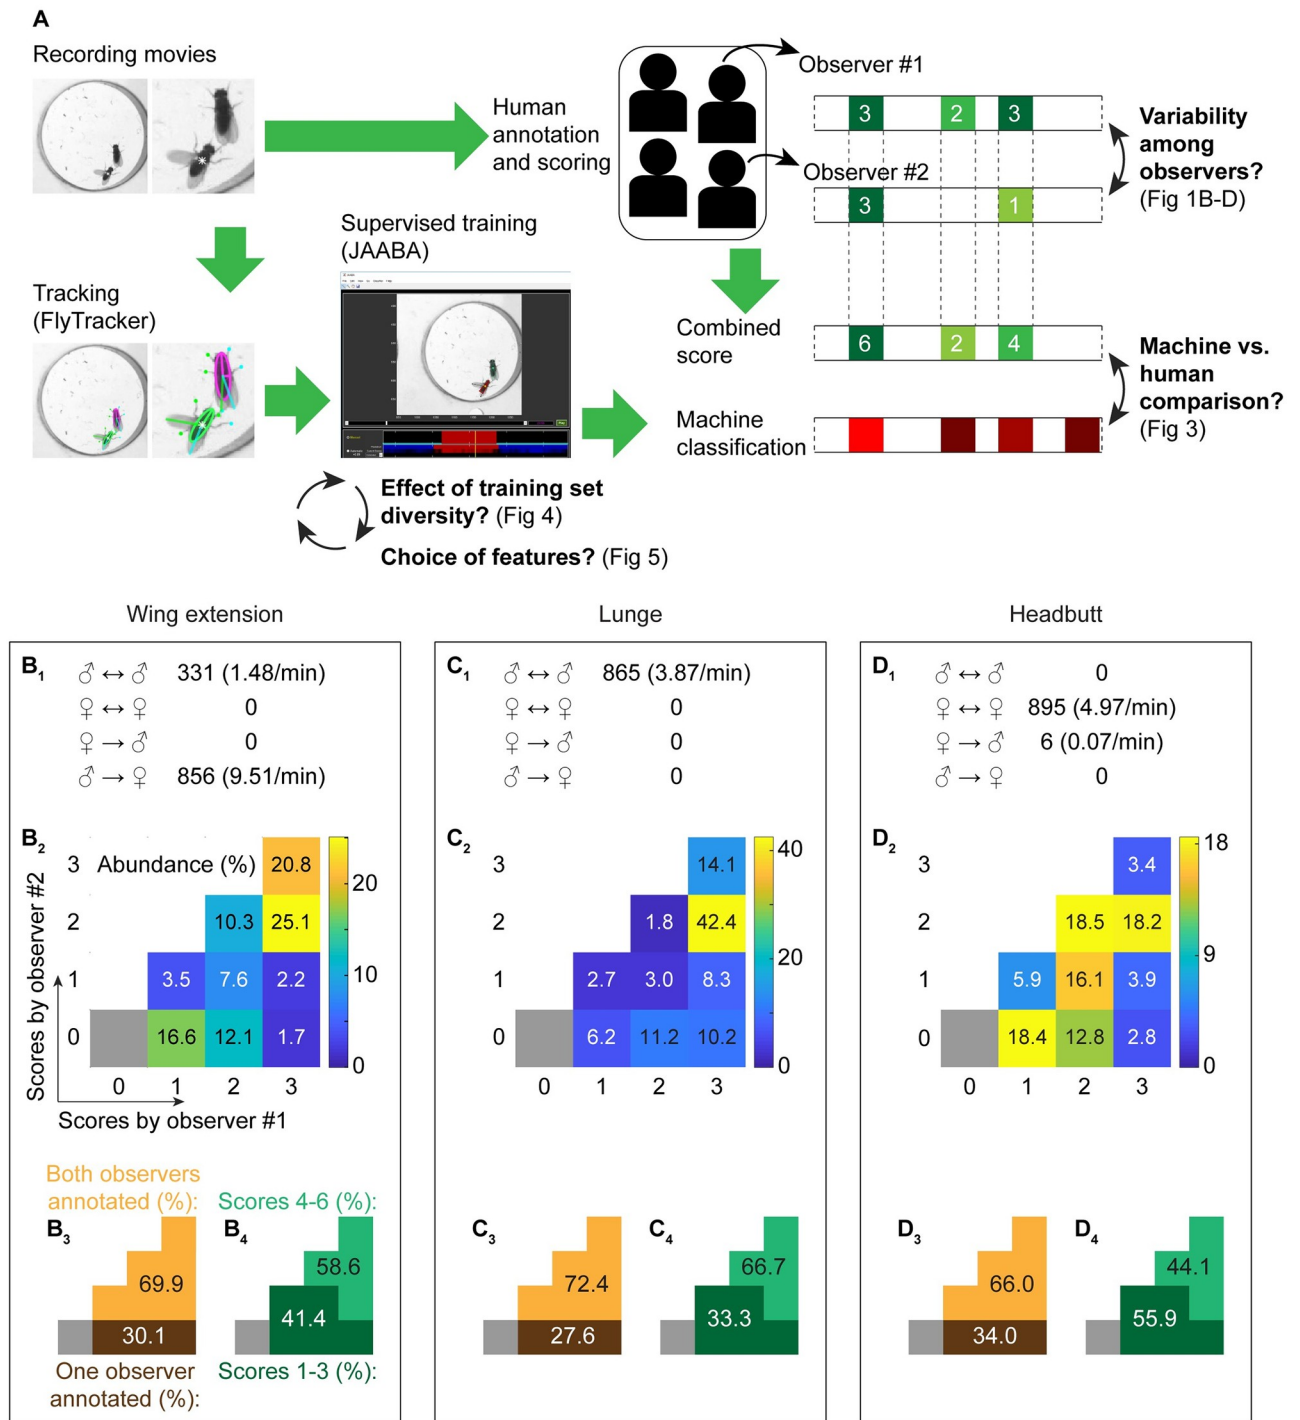 A
Recording movies
Human
annotation
and scoring
Observer #1
3 2 3
Observer #2
3 1
Variability
among
observers?
(Fig 1B-D)
Tracking
(FlyTracker)
Supervised training
(JAABA)
Combined
score
6 2 4
Machine
classification
Machine vs.
human
comparison?
(Fig 3)
Effect of training set
diversity? (Fig 4)
Choice of features? (Fig 5)
Wing extension
B1
♂ ↔ ♂ 331 (1.48/min)
♀ ↔ ♀ 0
♀ → ♂ 0
♂ → ♀ 856 (9.51/min)
B2
Abundance (%)
Scores by observer #2
3 20.8
2 10.3 25.1
1 3.5 7.6 2.2
0 16.6 12.1 1.7
0 1 2 3
Scores by observer #1
20
10
0
Both observers
annotated (%):
Scores 4-6 (%):
B3
69.9
30.1
B4
58.6
41.4
One observer
annotated (%):
Scores 1-3 (%):
Lunge
C1
♂ ↔ ♂ 865 (3.87/min)
♀ ↔ ♀ 0
♀ → ♂ 0
♂ → ♀ 0
C2
3 14.1
2 1.8 42.4
1 2.7 3.0 8.3
0 6.2 11.2 10.2
0 1 2 3
40
20
0
C3
72.4
27.6
C4
66.7
33.3
Headbutt
D1
♂ ↔ ♂ 0
♀ ↔ ♀ 895 (4.97/min)
♀ → ♂ 6 (0.07/min)
♂ → ♀ 0
D2
3 3.4
2 18.5 18.2
1 5.9 16.1 3.9
0 18.4 12.8 2.8
0 1 2 3
18
9
0
D3
66.0
34.0
D4
44.1
55.9